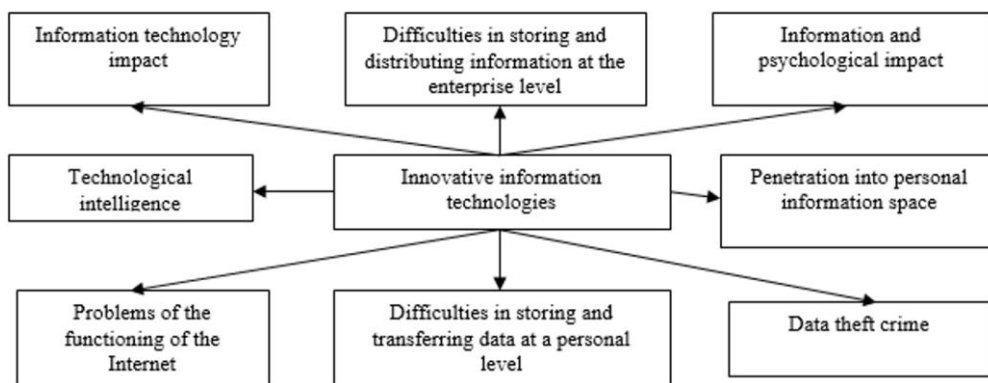 Information technology
impact
Difficulties in storing and
distributing information at the
enterprise level
Information and
psychological impact
Technological
intelligence
Innovative information
technologies
Penetration into personal
information space
Problems of the
functioning of the
Internet
Difficulties in storing and
transferring data at a personal
level
Data theft crime